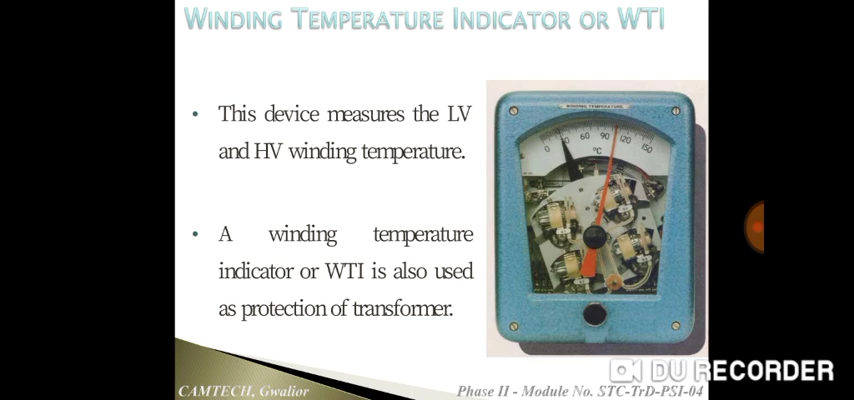 WINDING TEMPERATURE INDICATOR OR WTI
• This device measures the LV
and HV winding temperature.
• A winding temperature
indicator or WTI is also used
as protection of transformer.
WINDING TEMPERATURE
0 30 60 90 120 150
°C
DU RECORDER
CAMTECH, Gwalior
Phase II - Module No. STC-TrD-PSI-04